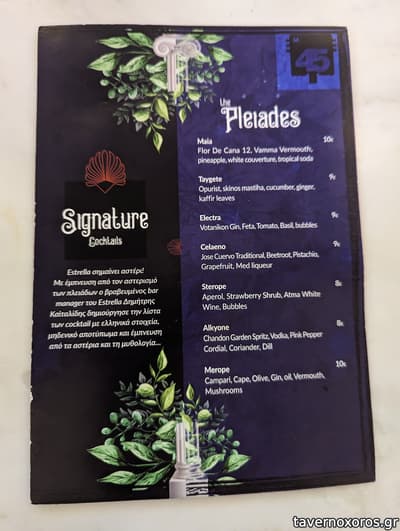 45
The
Pleiades
Maia 10€
Flor De Cana 12, Vamma Vermouth,
pineapple, white couverture, tropical soda
Taygete 9€
Opurist, skinos mastiha, cucumber, ginger,
kaffir leaves
Electra 9€
Votanikon Gin, Feta, Tomato, Basil, bubbles
Celaeno 9€
Jose Cuervo Traditional, Beetroot, Pistachio,
Grapefruit, Med liqueur
Sterope 8€
Aperol, Strawberry Shrub, Atma White
Wine, Bubbles
Alkyone 8€
Chandon Garden Spritz, Vodka, Pink Pepper
Cordial, Coriander, Dill
Merope 10€
Campari, Cape, Olive, Gin, oil, Vermouth,
Mushrooms
Signature
Cocktails
Estrella σημαίνει αστέρι!
Με έμπνευση από τον αστερισμό
των πλειάδων ο βραβευμένος bar
manager του Estrella Δημήτρης
Καϊταλίδης δημιούργησε την λίστα
των cocktail με ελληνικά στοιχεία,
μηδενικό αποτύπωμα και έμπνευση
από τα αστέρια και τη μυθολογία...
tavernoxoros.gr